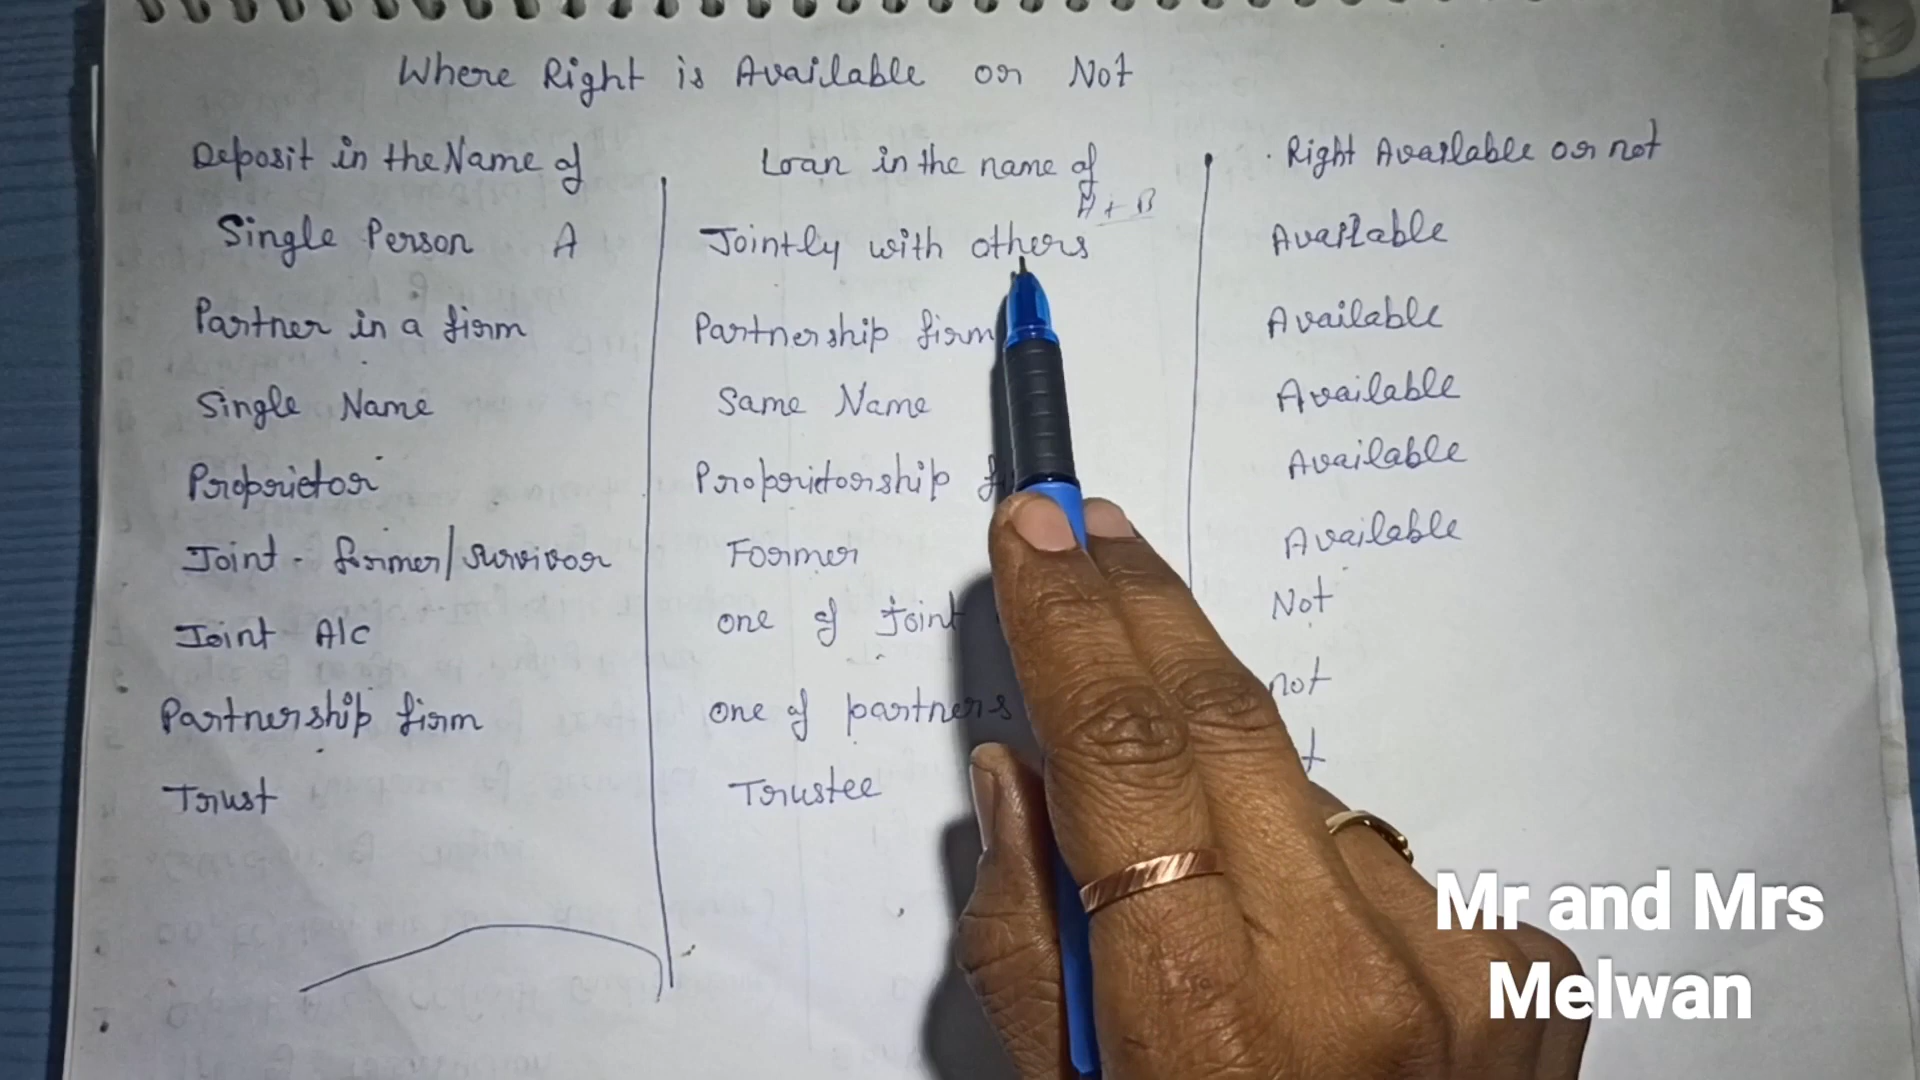 Where Right is Available or Not
Deposit in the Name of Loan in the name of Right Available or not
A + B
Single Person A Jointly with others Available
Partner in a firm Partnership firm Available
Single Name Same Name Available
Proprietor Proprietorship Available
Joint - former/survivor Former Available
Joint A/C one of Joint Not
Partnership firm one of partners not
Trust Trustee
Mr and Mrs
Melwan